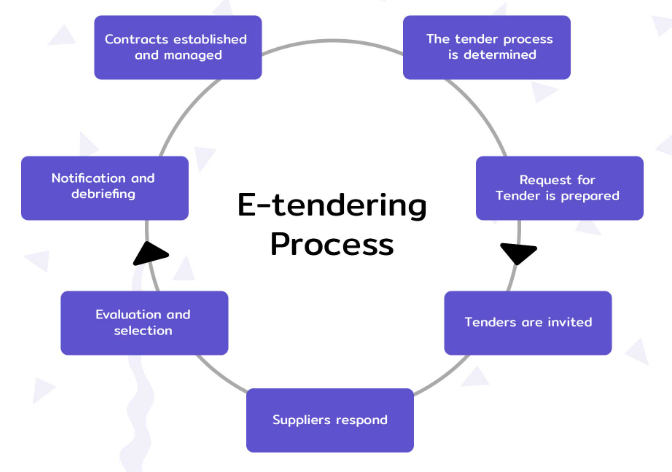 Contracts established
and managed
The tender process
is determined
Notification and
debriefing
Request for
Tender is prepared
E-tendering
Process
Evaluation and
selection
Tenders are invited
Suppliers respond